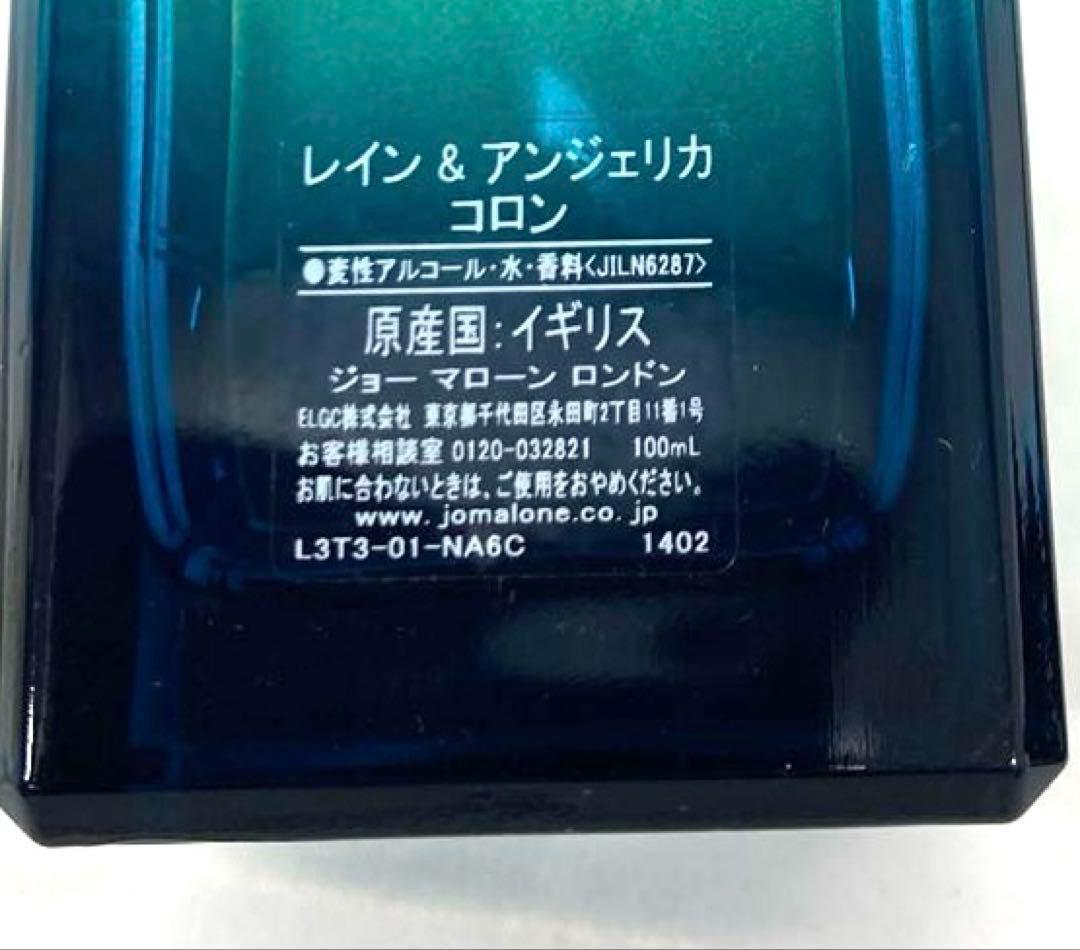 レイン & アンジェリカ
コロン
●変性アルコール・水・香料<JILN6287>
原産国:イギリス
ジョー マローン ロンドン
ELGC株式会社 東京都千代田区永田町2丁目11番1号
お客様相談室 0120-032821 100mL
お肌に合わないときは、ご使用をおやめください。
www.jomalone.co.jp
L3T3-01-NA6C 1402